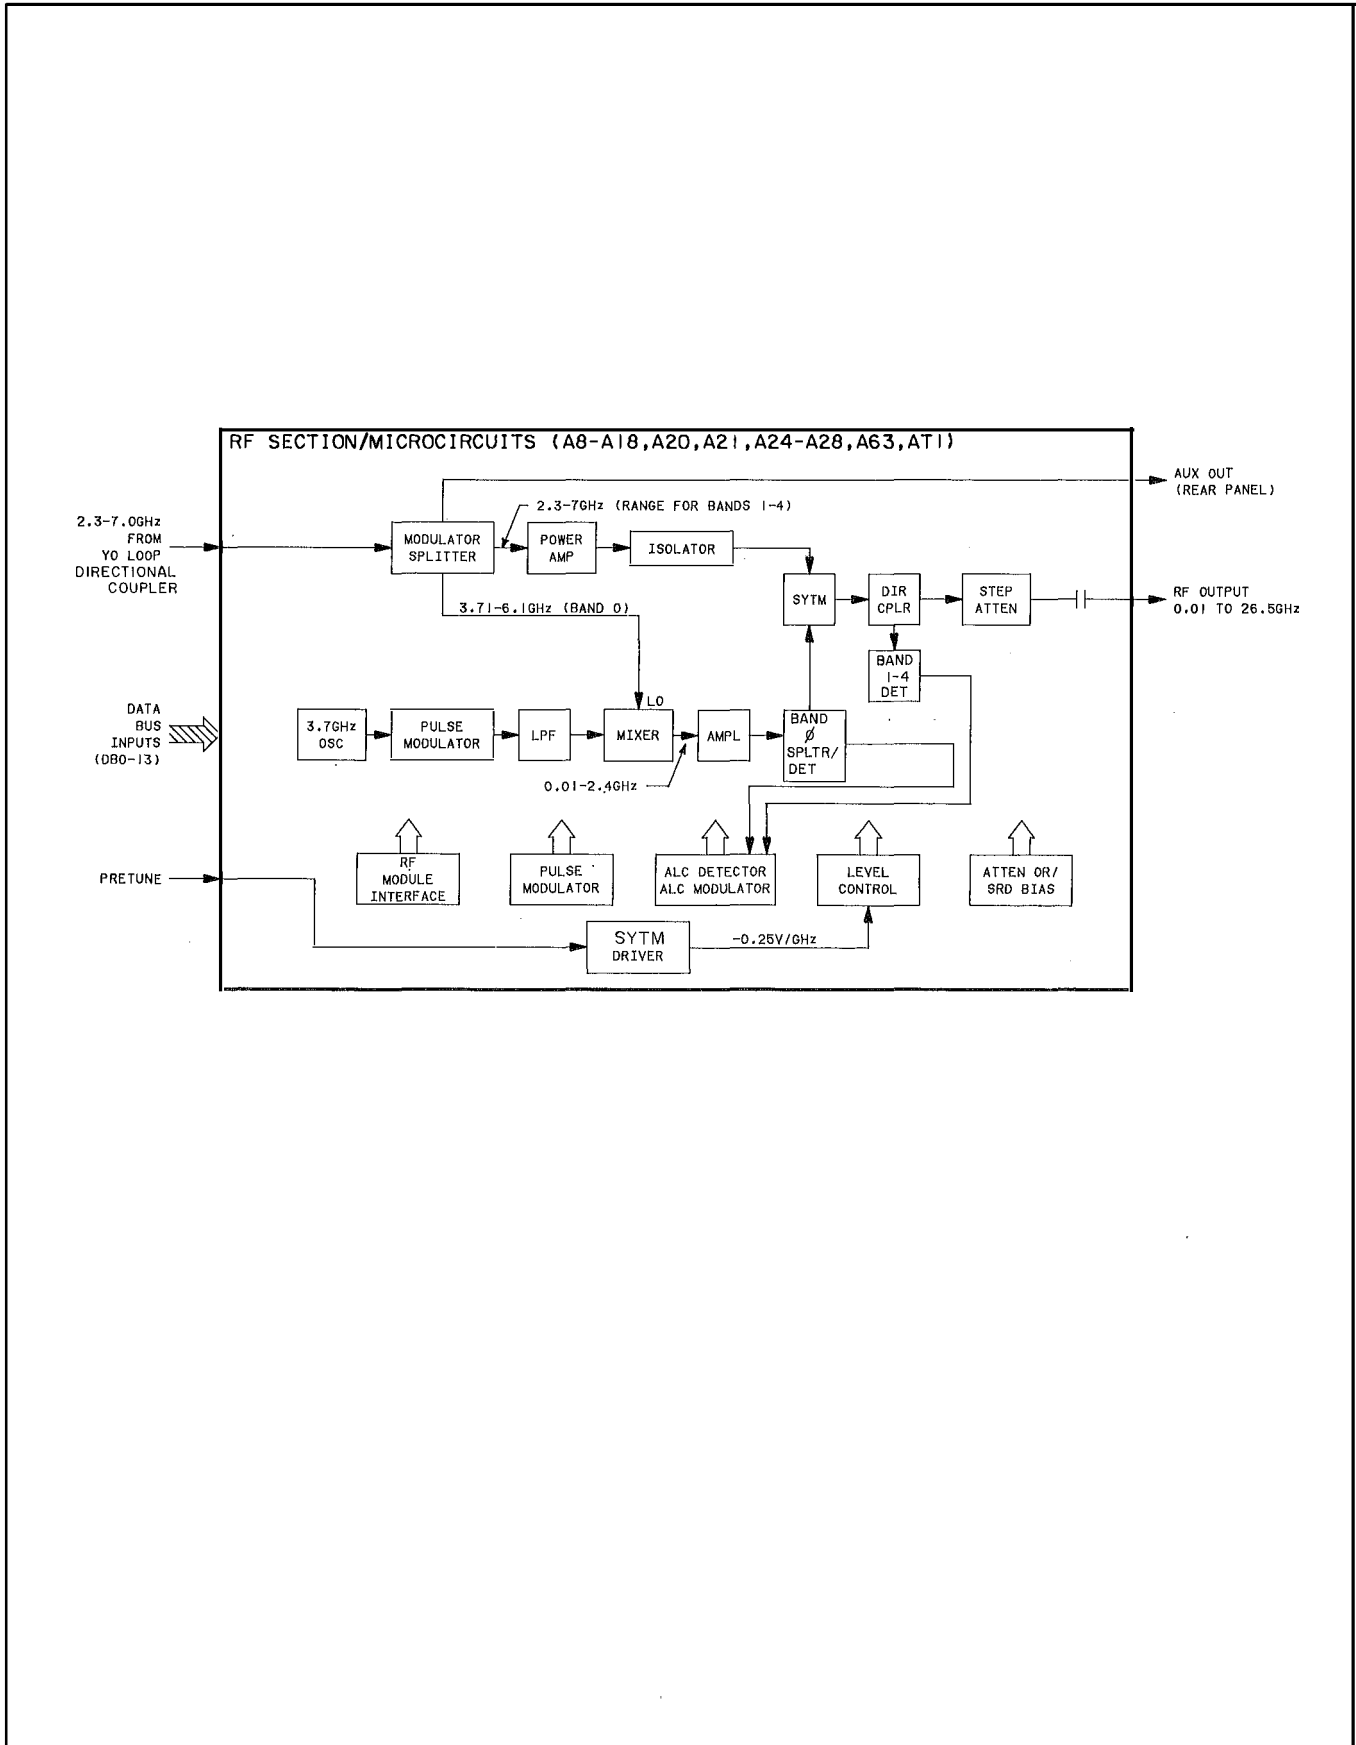 RF SECTION/MICROCIRCUITS (A8-A18,A20,A21,A24-A28,A63,AT1)
AUX OUT
(REAR PANEL)
2.3-7GHz (RANGE FOR BANDS 1-4)
2.3-7.0GHz
FROM
YO LOOP
DIRECTIONAL
COUPLER
MODULATOR
SPLITTER
POWER
AMP
ISOLATOR
SYTM
DIR
CPLR
STEP
ATTEN
RF OUTPUT
0.01 TO 26.5GHz
3.71-6.1GHz (BAND 0)
BAND
1-4
DET
DATA
BUS
INPUTS
(DB0-13)
3.7GHz
OSC
PULSE
MODULATOR
LPF
LO
MIXER
AMPL
BAND
Ø
SPLTR/
DET
0.01-2.4GHz
PRETUNE
RF
MODULE
INTERFACE
PULSE
MODULATOR
ALC DETECTOR
ALC MODULATOR
LEVEL
CONTROL
ATTEN OR/
SRD BIAS
SYTM
DRIVER
-0.25V/GHz